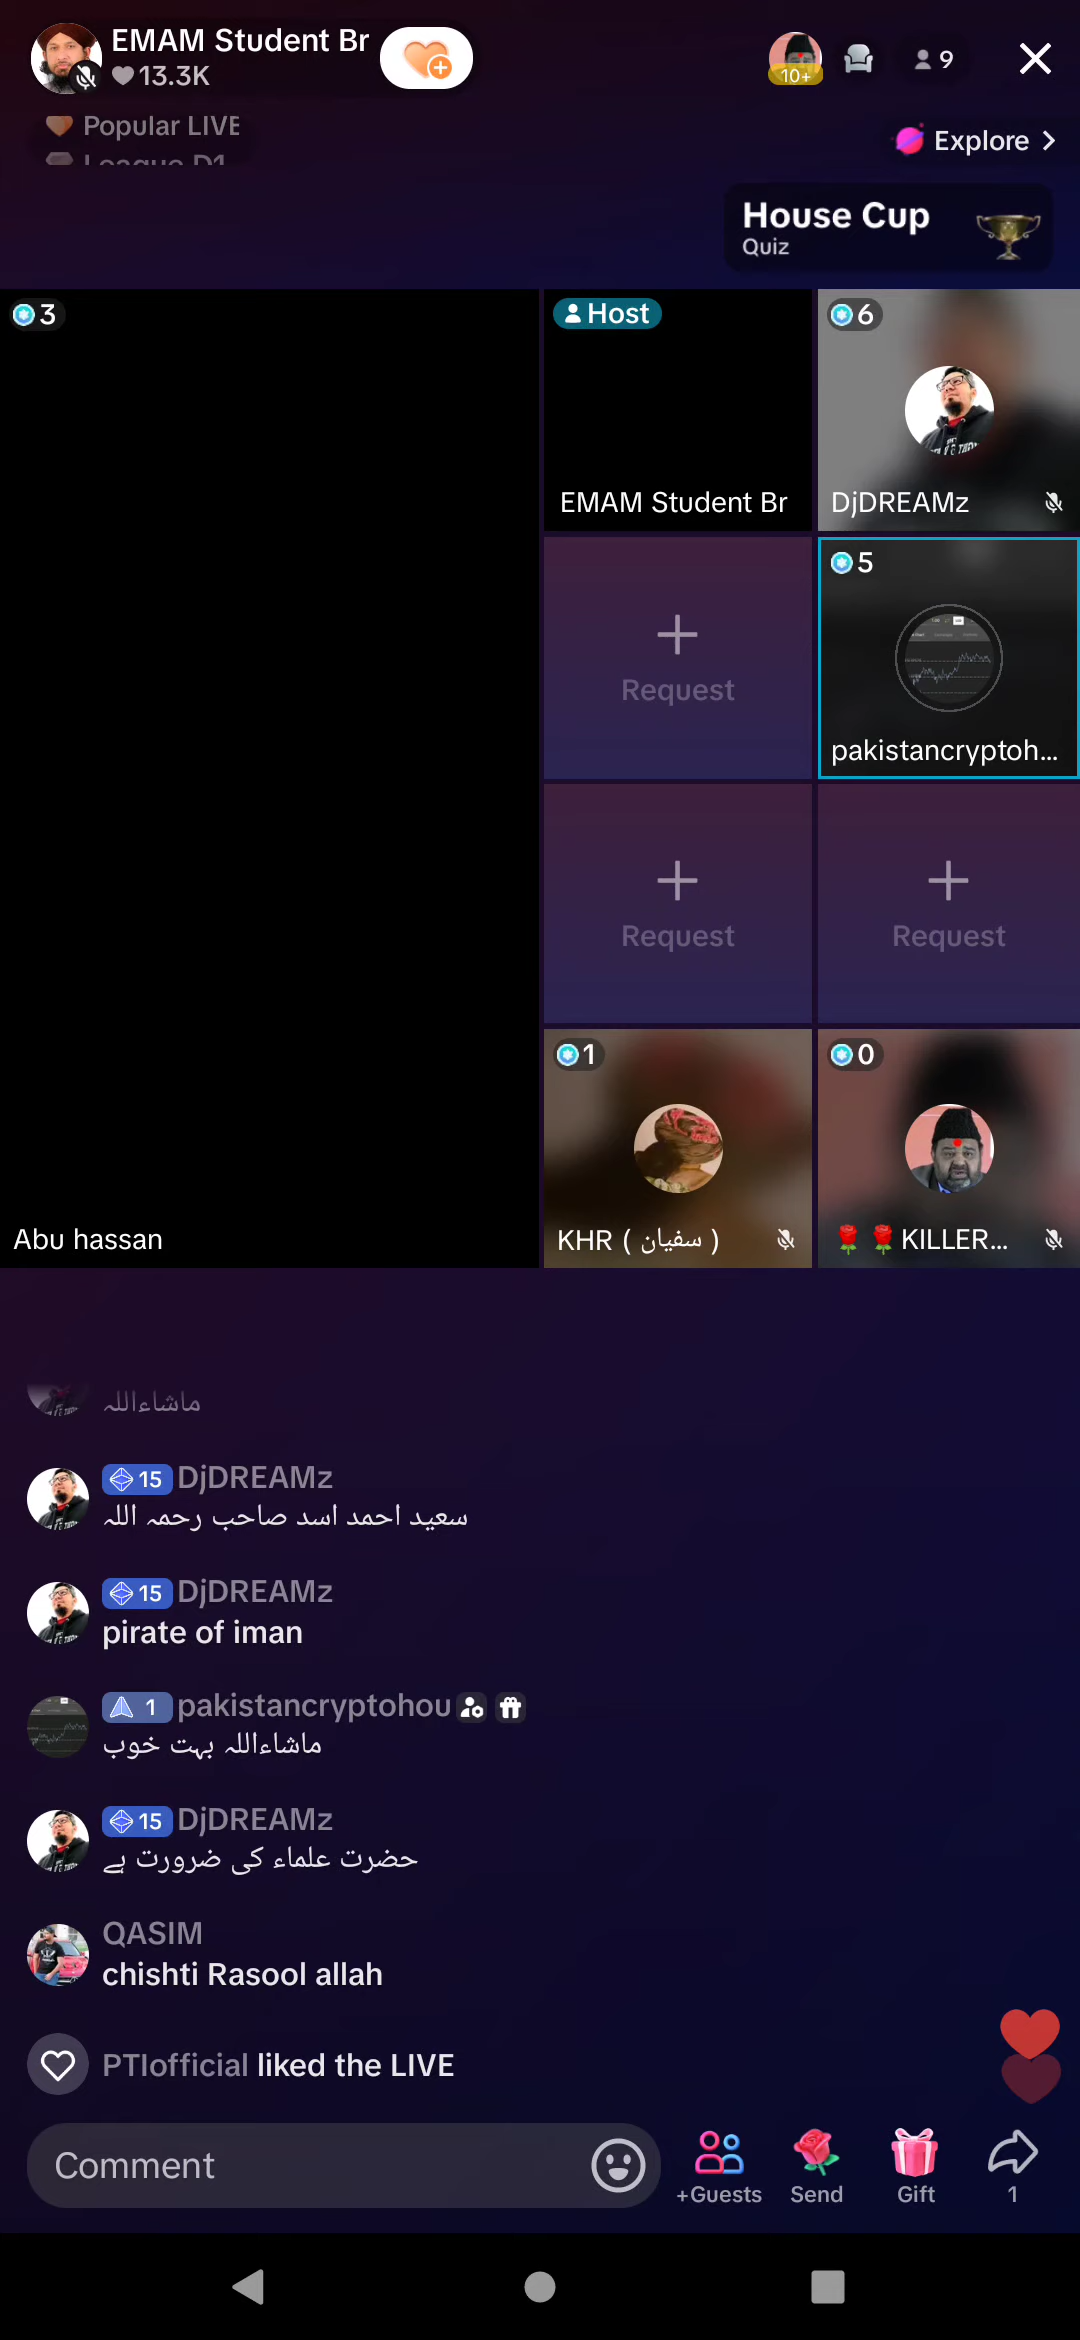 EMAM Student Br
13.3K
10+
9
Popular LIVE
League D1
Explore
House Cup
Quiz
3
Host
6
EMAM Student Br
DjDREAMz
5
Request
pakistancryptoh...
Request
Request
1
0
Abu hassan
KHR ( سفیان )
KILLER...
ماشاءاللہ
15 DjDREAMz
سعید احمد اسد صاحب رحمہ اللہ
15 DjDREAMz
pirate of iman
1 pakistancryptohou
ماشاءاللہ بہت خوب
15 DjDREAMz
حضرت علماء کی ضرورت ہے
QASIM
chishti Rasool allah
PTIofficial liked the LIVE
Comment
+Guests
Send
Gift
1